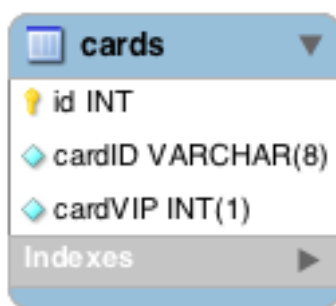 cards
id INT
cardID VARCHAR(8)
cardVIP INT(1)
Indexes